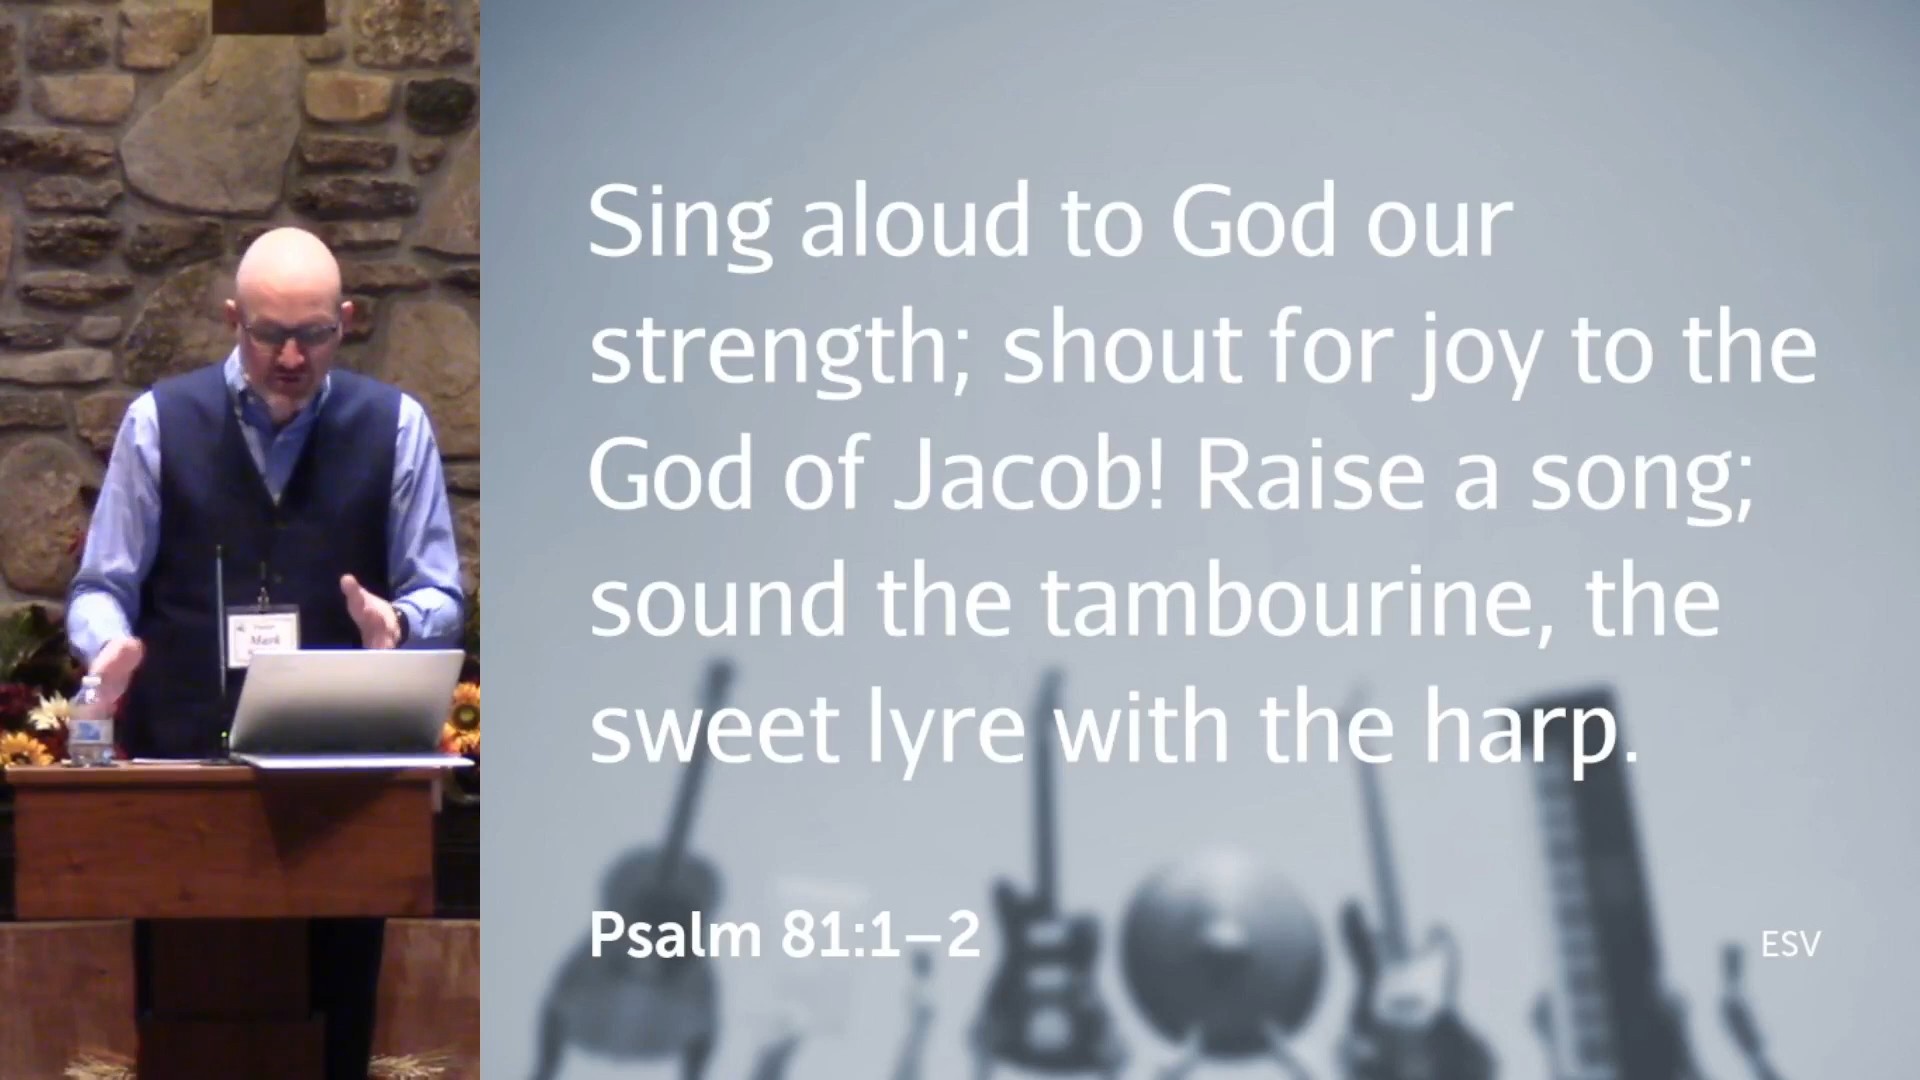 Mark
Sing aloud to God our
strength; shout for joy to the
God of Jacob! Raise a song;
sound the tambourine, the
sweet lyre with the harp.
Psalm 81:1–2
ESV